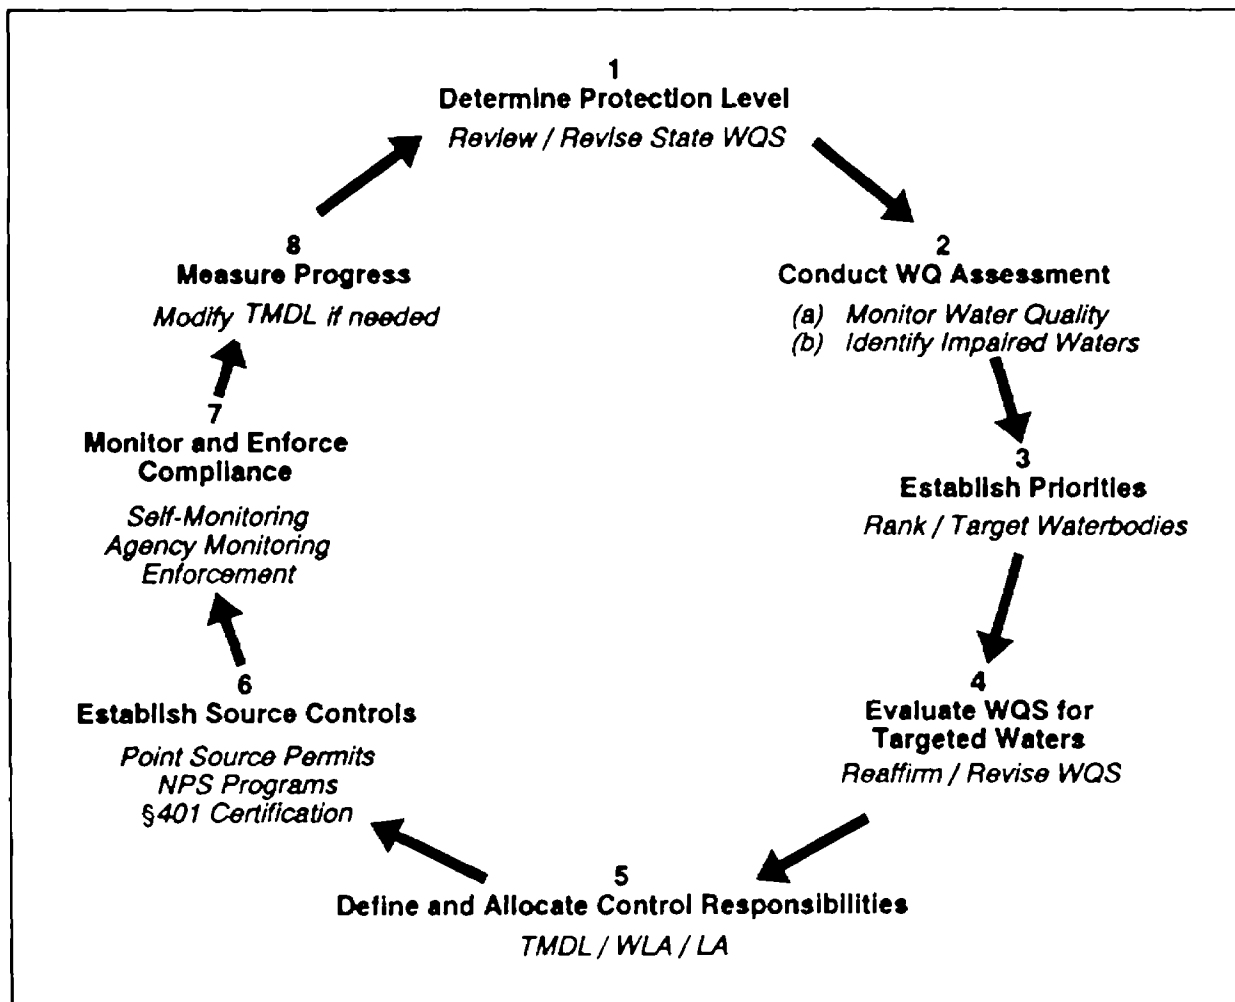 1
Determine Protection Level
Review / Revise State WQS
2
Conduct WQ Assessment
(a) Monitor Water Quality
(b) Identify Impaired Waters
3
Establish Priorities
Rank / Target Waterbodies
4
Evaluate WQS for
Targeted Waters
Reaffirm / Revise WQS
5
Define and Allocate Control Responsibilities
TMDL / WLA / LA
6
Establish Source Controls
Point Source Permits
NPS Programs
§401 Certification
7
Monitor and Enforce
Compliance
Self-Monitoring
Agency Monitoring
Enforcement
8
Measure Progress
Modify TMDL if needed